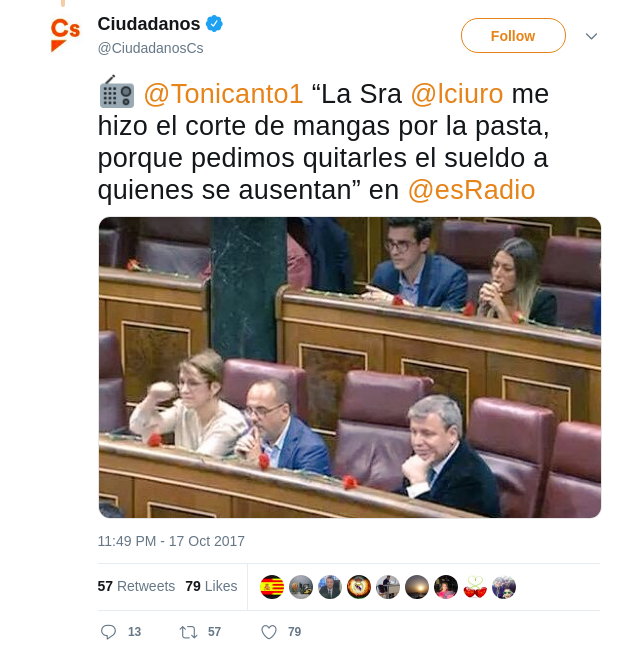 Cs
Ciudadanos
@CiudadanosCs
Follow
@Tonicanto1 “La Sra @lciuro me
hizo el corte de mangas por la pasta,
porque pedimos quitarles el sueldo a
quienes se ausentan” en @esRadio
11:49 PM - 17 Oct 2017
57 Retweets 79 Likes
13 57 79